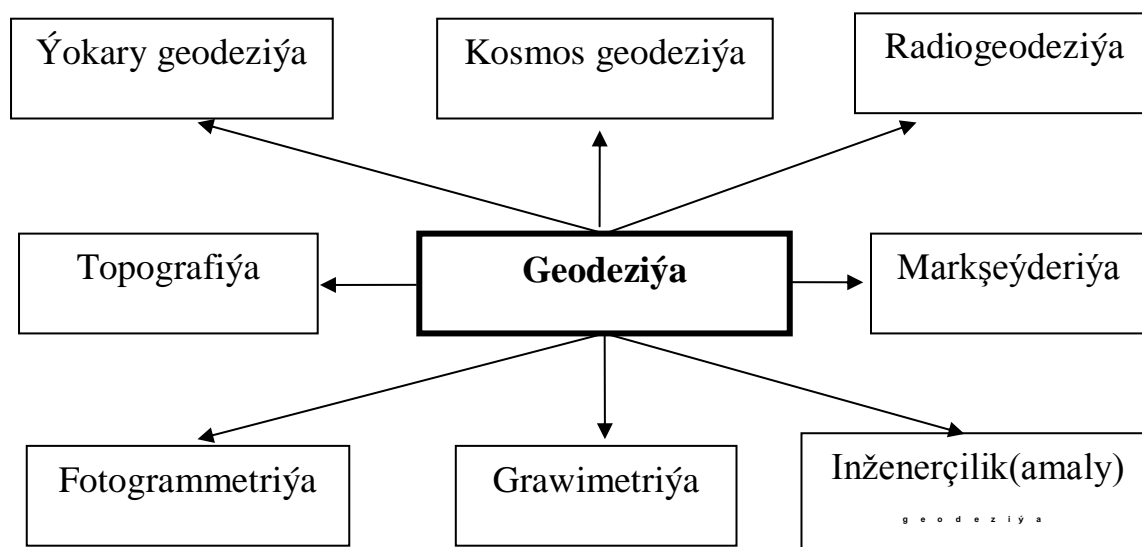 Ýokary geodeziýa
Kosmos geodeziýa
Radiogeodeziýa
Topografiýa
Geodeziýa
Markşeýderiýa
Fotogrammetriýa
Grawimetriýa
Inženerçilik(amaly)
geodeziýa